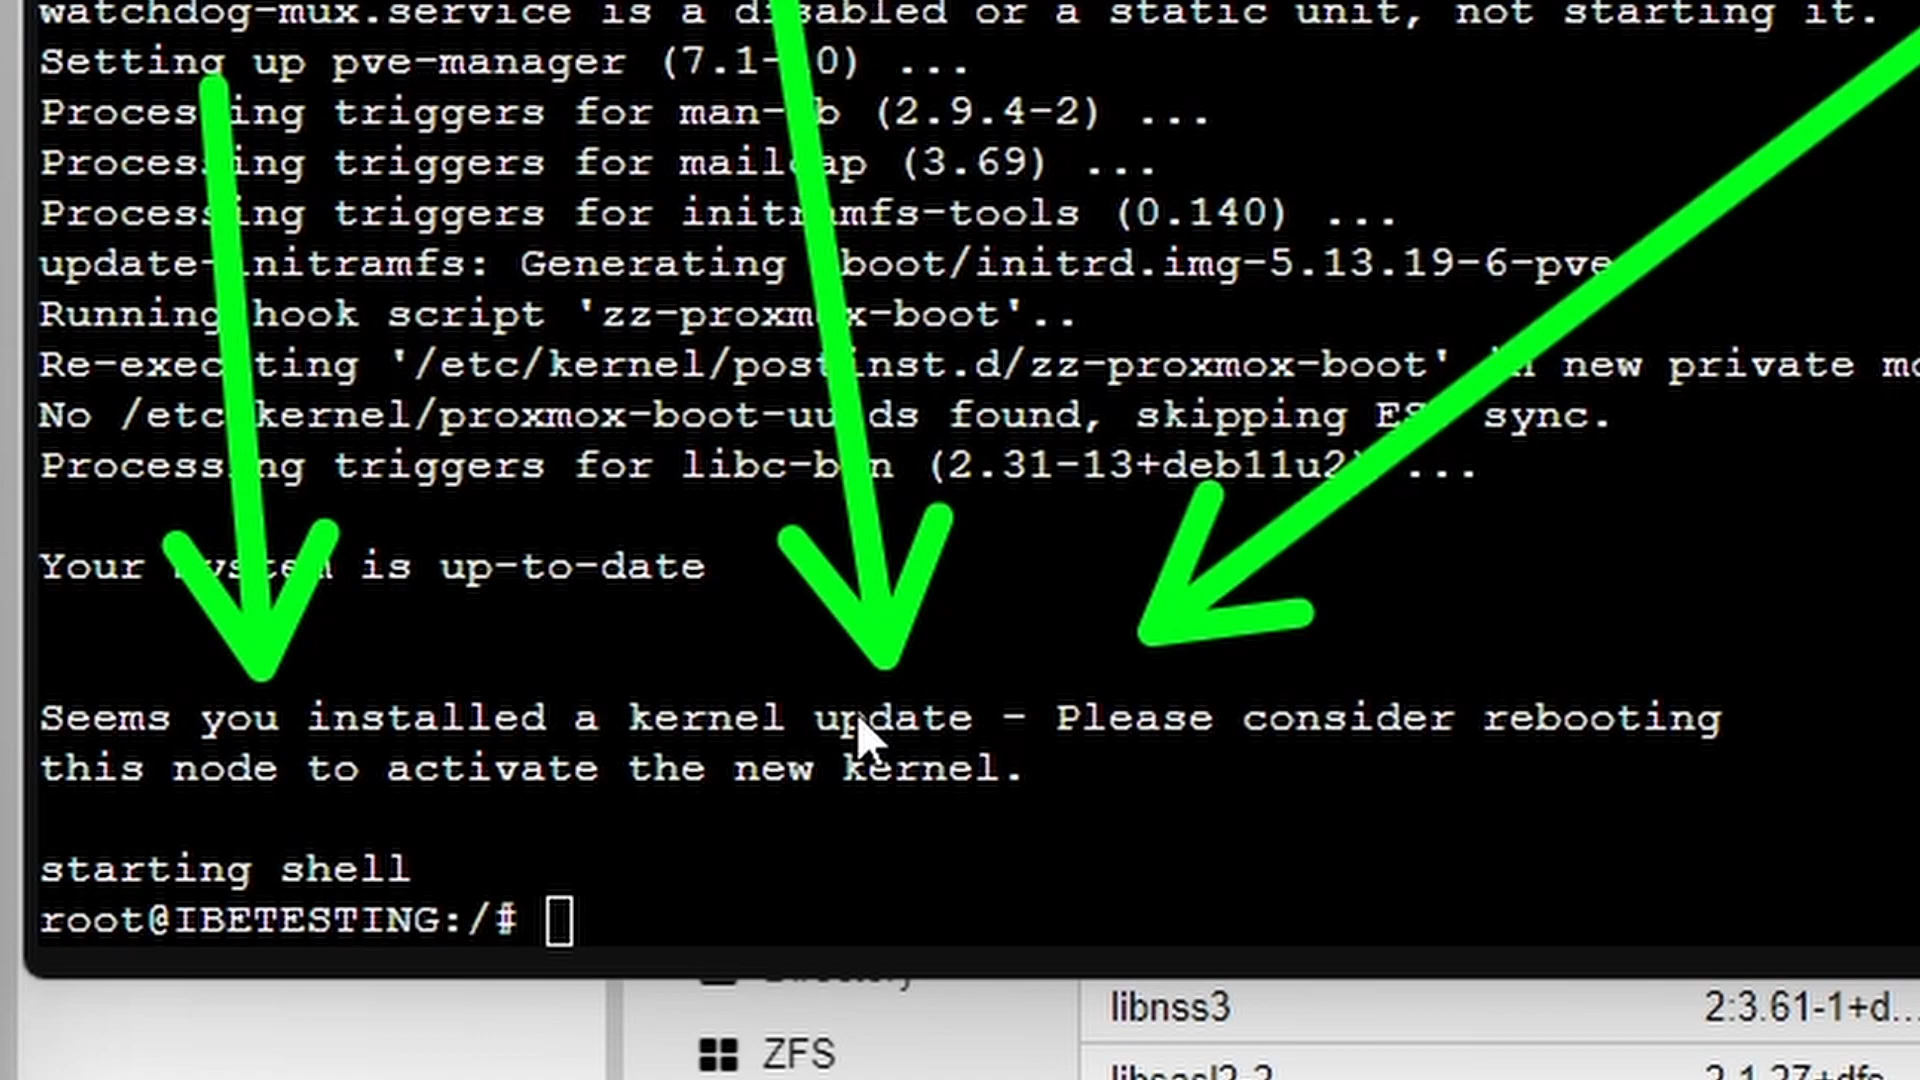 watchdog-mux.service is a disabled or a static unit, not starting it.
Setting up pve-manager (7.1-10) ...
Processing triggers for man-db (2.9.4-2) ...
Processing triggers for mailcap (3.69) ...
Processing triggers for initramfs-tools (0.140) ...
update-initramfs: Generating /boot/initrd.img-5.13.19-6-pve
Running hook script 'zz-proxmox-boot'..
Re-executing '/etc/kernel/postinst.d/zz-proxmox-boot' in new private
No /etc/kernel/proxmox-boot-uuids found, skipping ESP sync.
Processing triggers for libc-bin (2.31-13+deb11u2) ...
Your system is up-to-date
Seems you installed a kernel update - Please consider rebooting
this node to activate the new kernel.
starting shell
root@IBETESTING:/#
Directory
libnss3 2:3.61-1+d...
ZFS